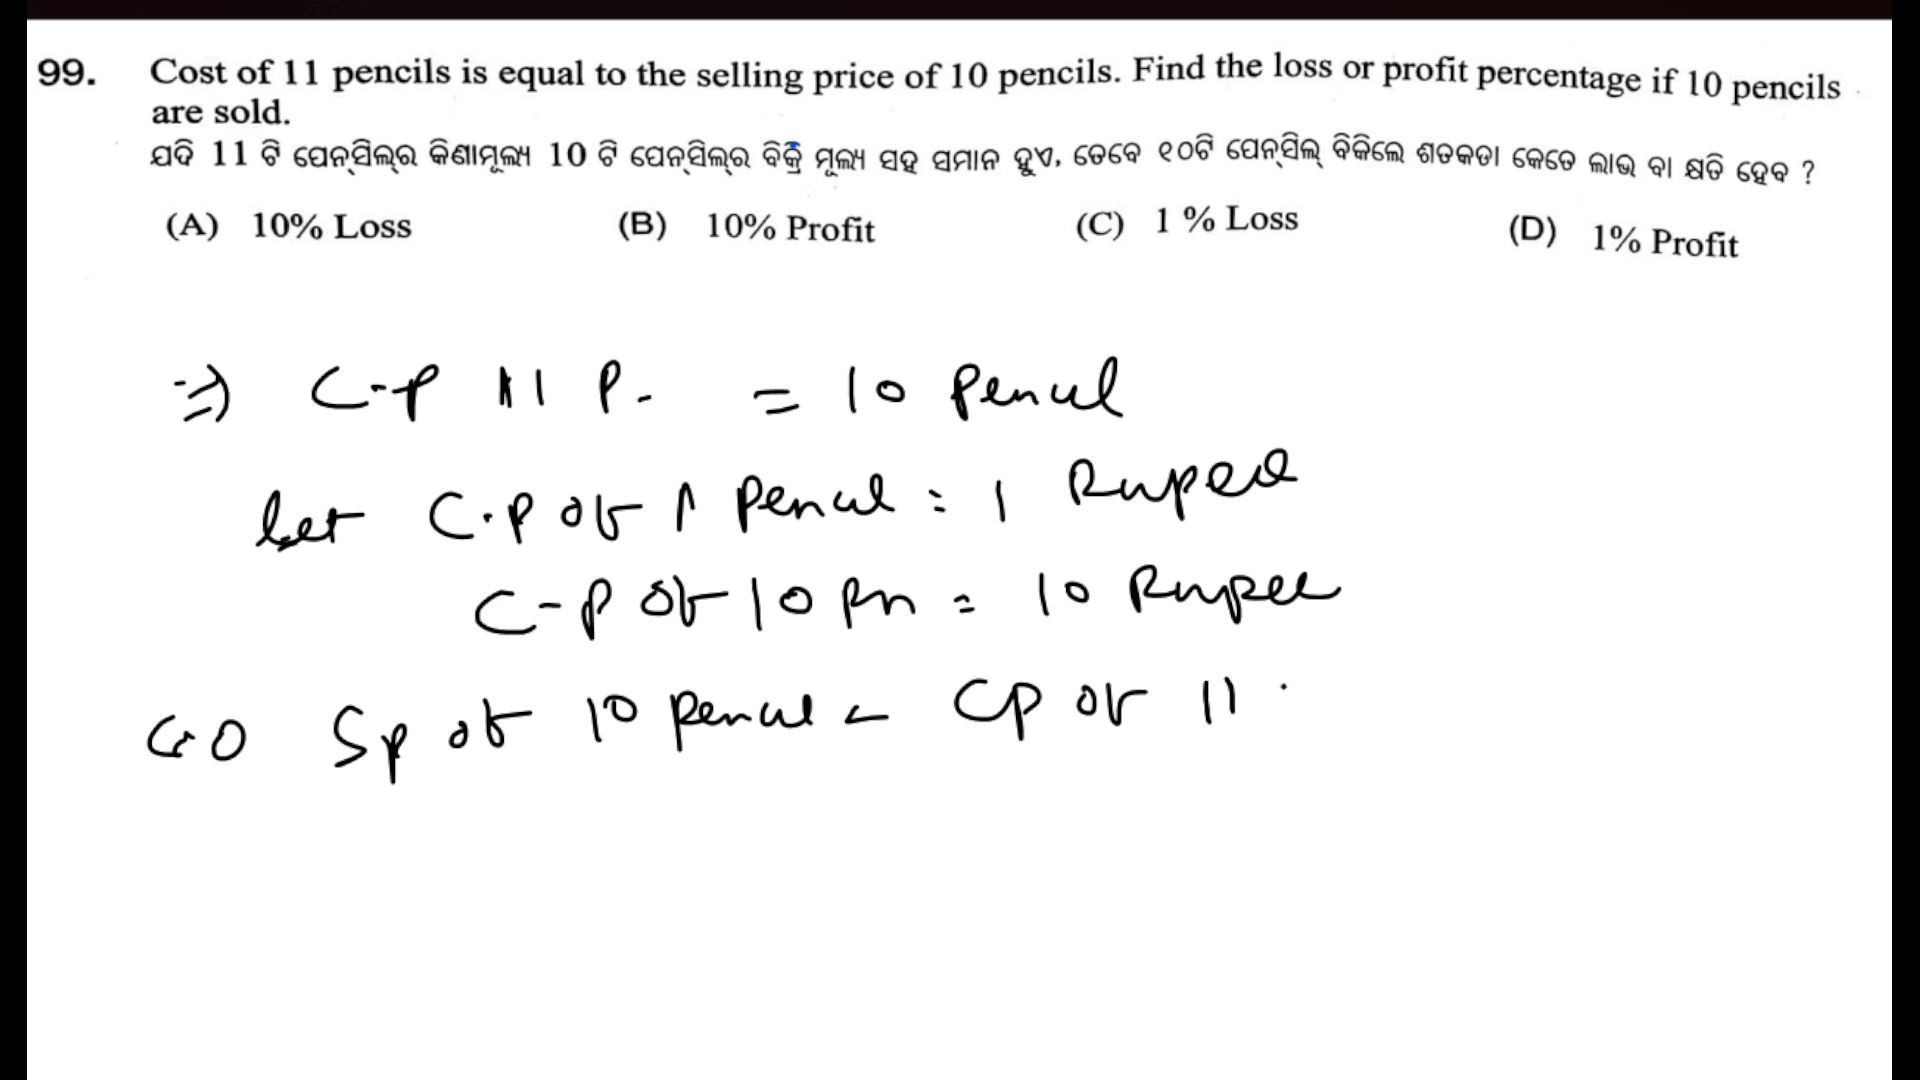 99. Cost of 11 pencils is equal to the selling price of 10 pencils. Find the loss or profit percentage if 10 pencils
are sold.
ଯଦି 11 ଟି ପେନ୍‌ସିଲ୍‌ର କିଣାମୂଲ୍ୟ 10 ଟି ପେନ୍‌ସିଲ୍‌ର ବିକ୍ରି ମୂଲ୍ୟ ସହ ସମାନ ହୁଏ, ତେବେ ୧୦ଟି ପେନ୍‌ସିଲ୍ ବିକିଲେ ଶତକତା କେତେ ଲାଭ ବା କ୍ଷତି ହେବ ?
(A) 10% Loss (B) 10% Profit (C) 1 % Loss (D) 1% Profit
⇒ C-P 11 P. = 10 Pencil
let C.P of 1 Pencil = 1 Rupee
C-P of 10 Pn = 10 Rupee
SP of 10 pencil = CP of 11